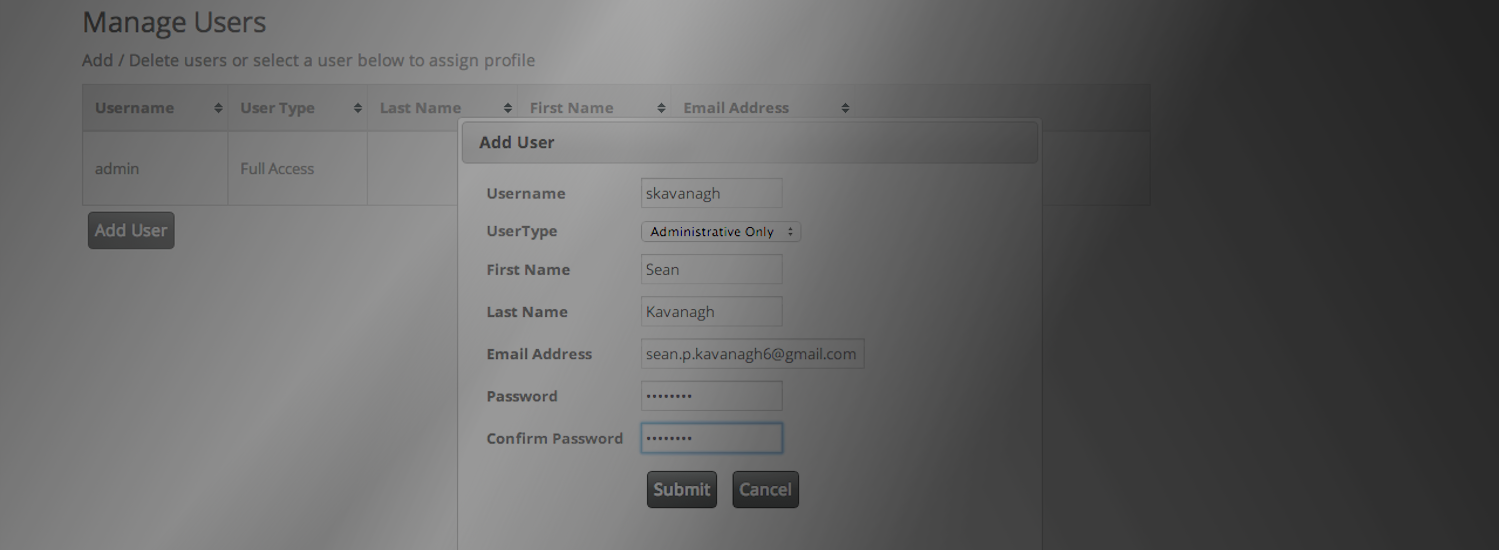 Manage Users
Add / Delete users or select a user below to assign profile
Username User Type Last Name First Name Email Address
admin Full Access
Add User
Add User
Username skavanagh
UserType Administrative Only
First Name Sean
Last Name Kavanagh
Email Address sean.p.kavanagh6@gmail.com
Password ••••••••
Confirm Password ••••••••
Submit Cancel